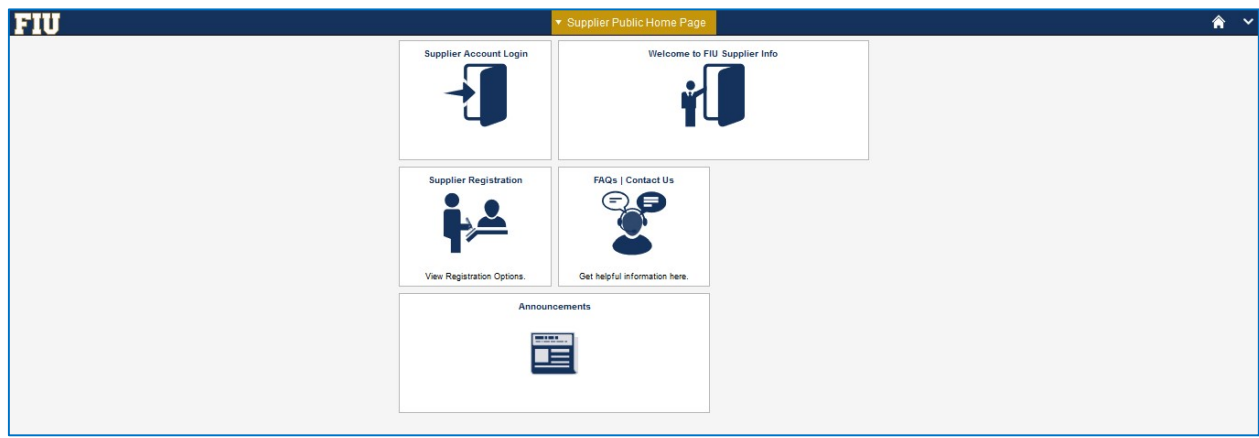 FIU
Supplier Public Home Page
Supplier Account Login
Welcome to FIU Supplier Info
Supplier Registration
FAQs | Contact Us
View Registration Options.
Get helpful information here.
Announcements